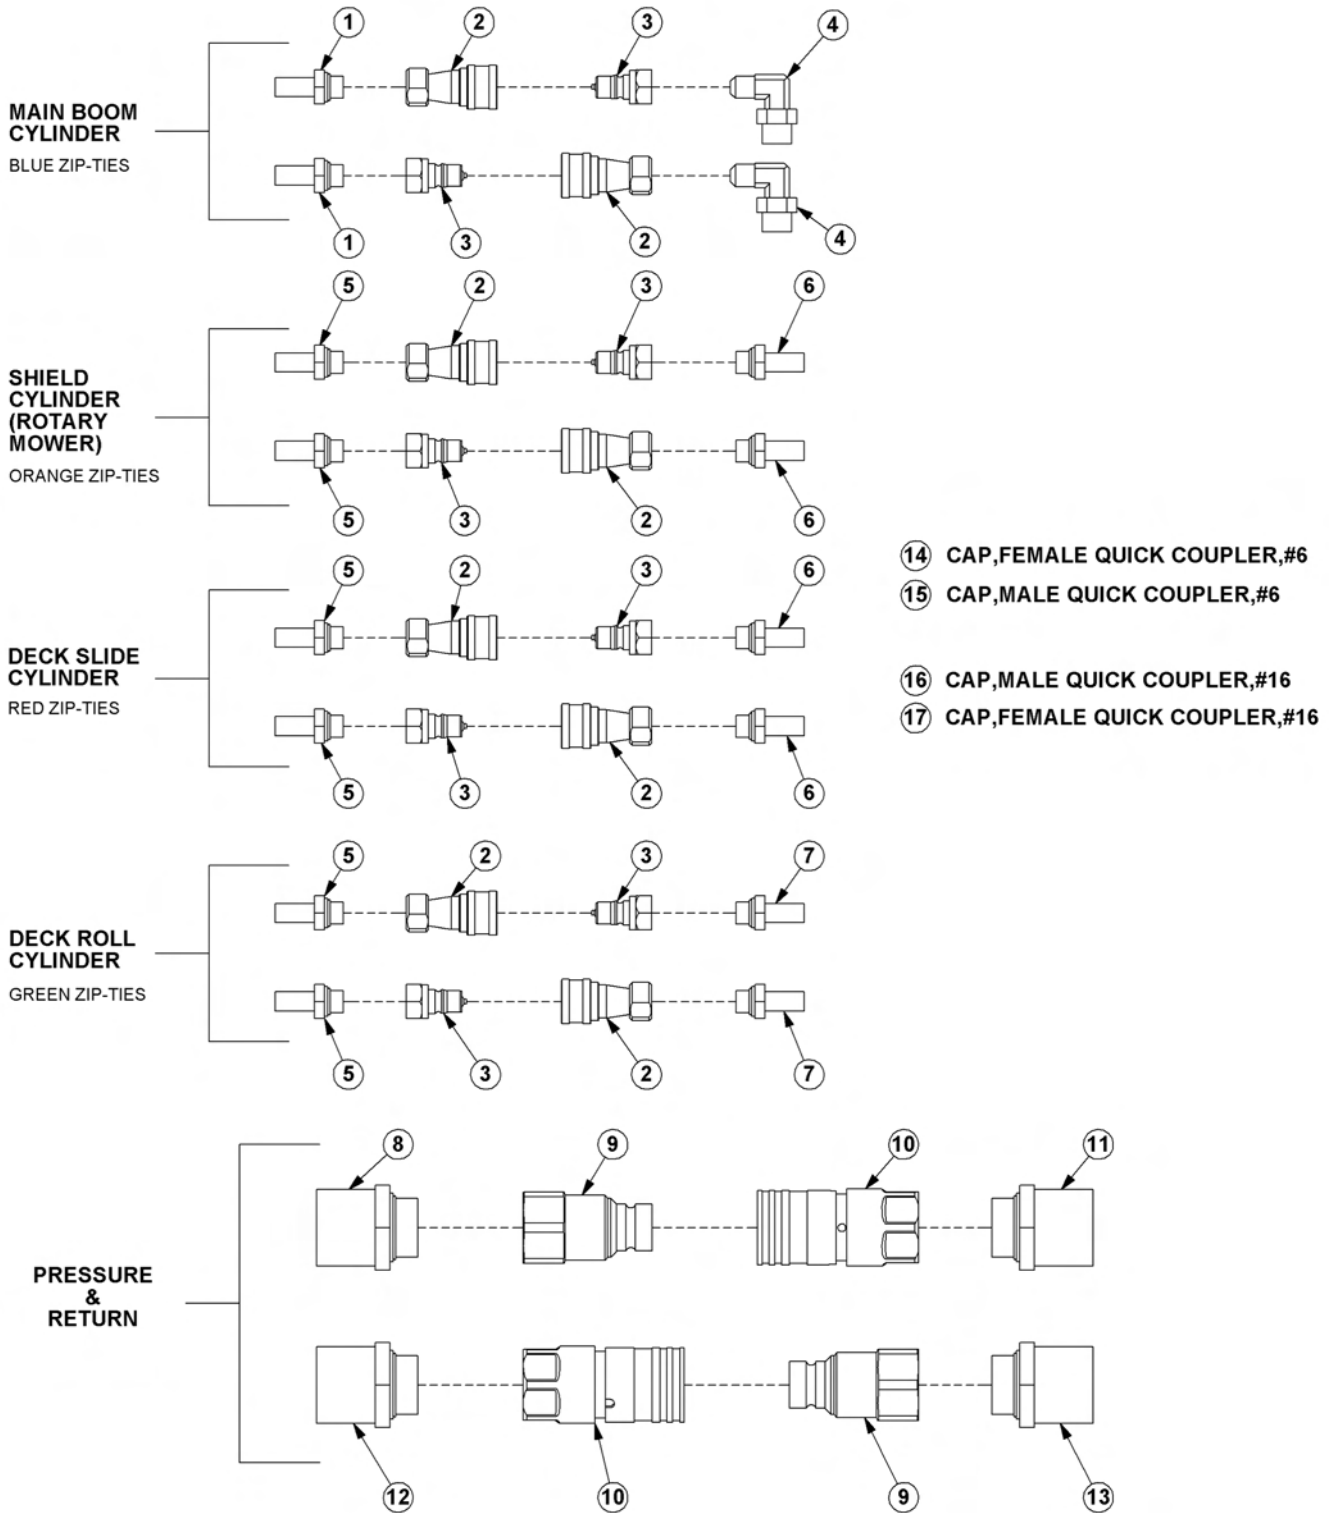 1 2 3 4
MAIN BOOM
CYLINDER
BLUE ZIP-TIES
1 3 2 4
5 2 3 6
SHIELD
CYLINDER
(ROTARY
MOWER)
ORANGE ZIP-TIES
5 3 2 6
14 CAP,FEMALE QUICK COUPLER,#6
15 CAP,MALE QUICK COUPLER,#6
16 CAP,MALE QUICK COUPLER,#16
17 CAP,FEMALE QUICK COUPLER,#16
5 2 3 6
DECK SLIDE
CYLINDER
RED ZIP-TIES
5 3 2 6
5 2 3 7
DECK ROLL
CYLINDER
GREEN ZIP-TIES
5 3 2 7
8 9 10 11
PRESSURE
&
RETURN
12 10 9 13